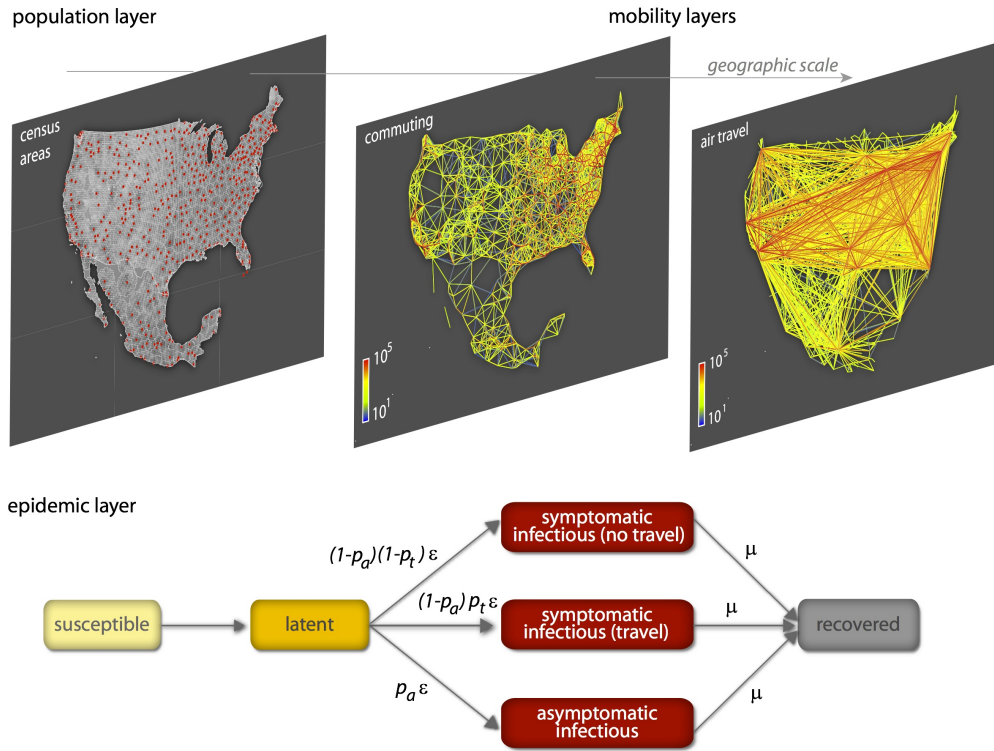 population layer
mobility layers
geographic scale
census
areas
commuting
air travel
10^5
10^1
10^5
10^1
epidemic layer
symptomatic
infectious (no travel)
(1-p_a)(1-p_t) ε
μ
susceptible
latent
(1-p_a) p_t ε
symptomatic
infectious (travel)
μ
recovered
p_a ε
asymptomatic
infectious
μ